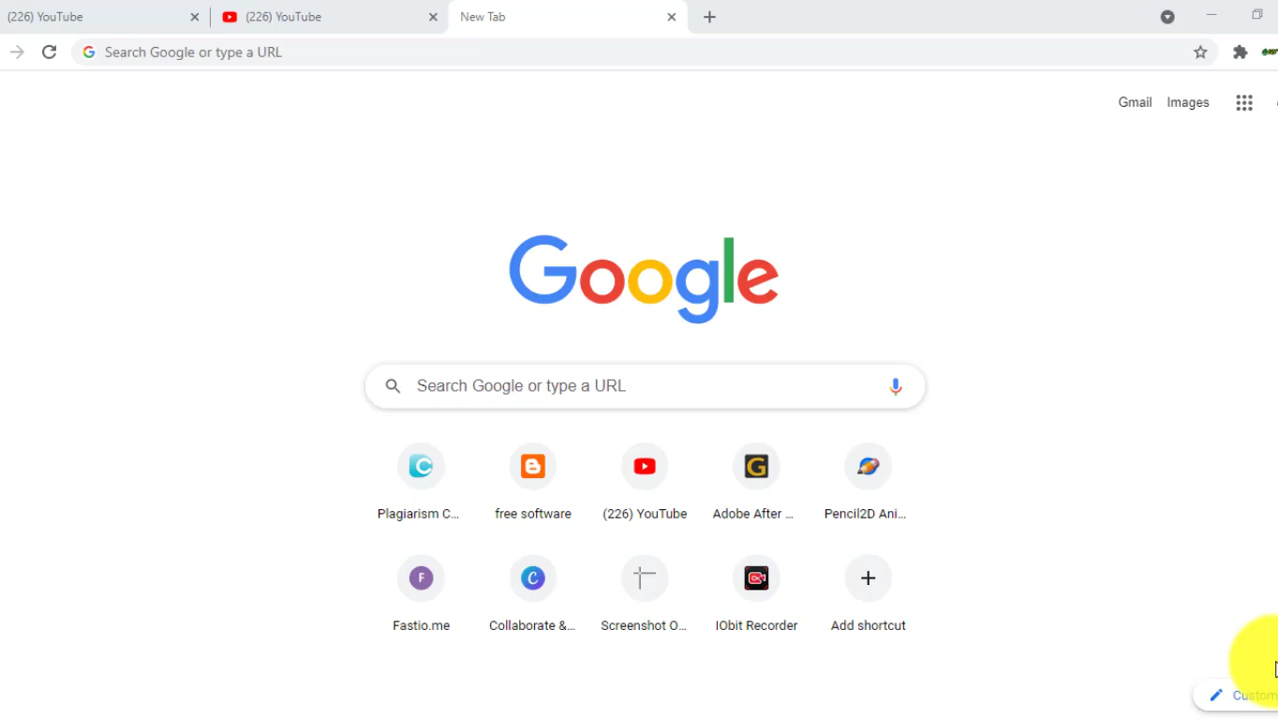 (226) YouTube
(226) YouTube
New Tab
Search Google or type a URL
Gmail Images
Google
Search Google or type a URL
Plagiarism C... free software (226) YouTube Adobe After ... Pencil2D Ani...
Fastio.me Collaborate &... Screenshot O... IObit Recorder Add shortcut
Custom